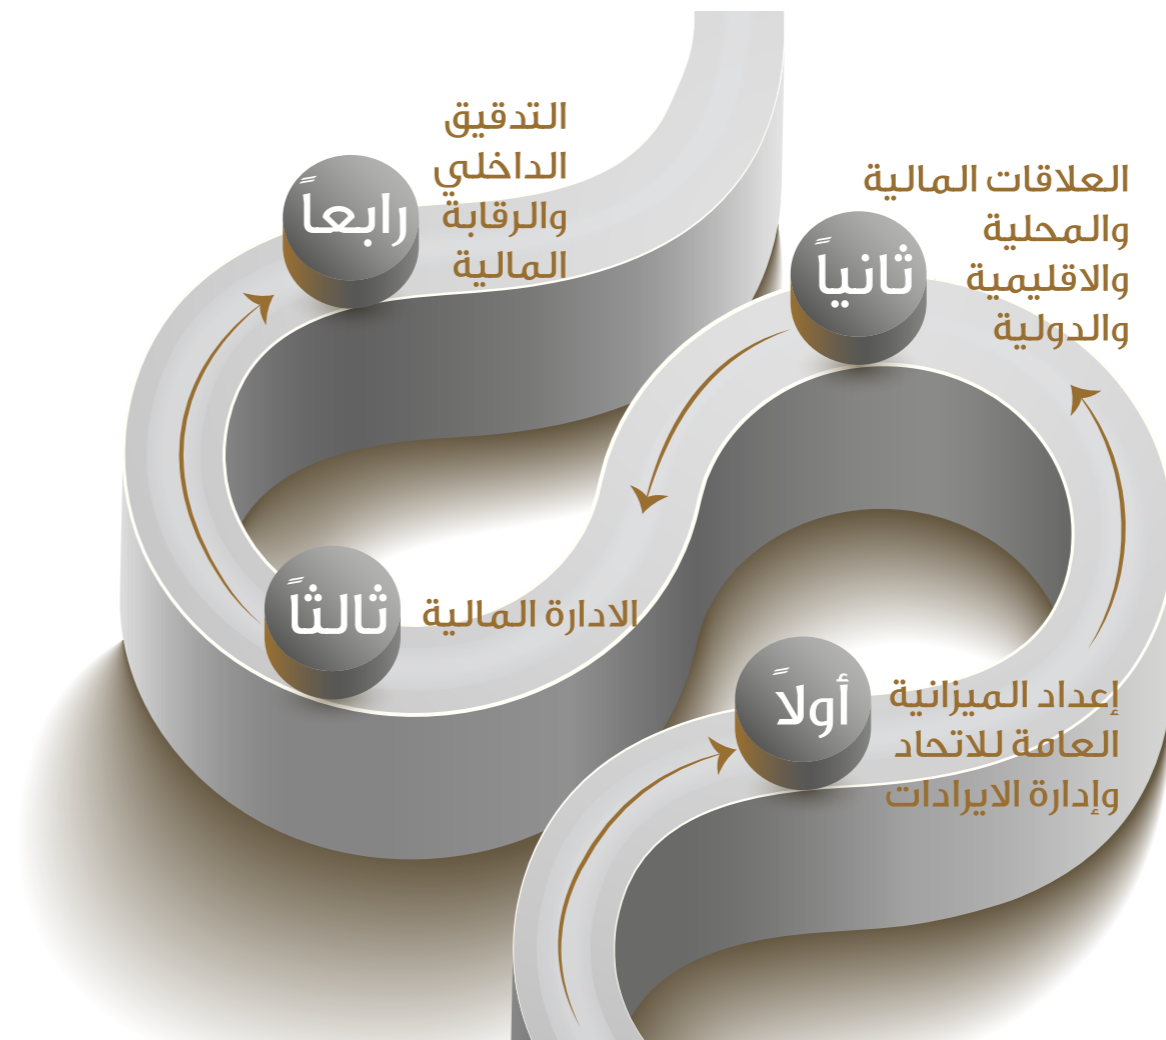 أولاً
إعداد الميزانية
العامة للاتحاد
وإدارة الايرادات
ثانياً
العلاقات المالية
والمحلية
والاقليمية
والدولية
ثالثاً
الادارة المالية
رابعاً
التدقيق
الداخلي
والرقابة
المالية